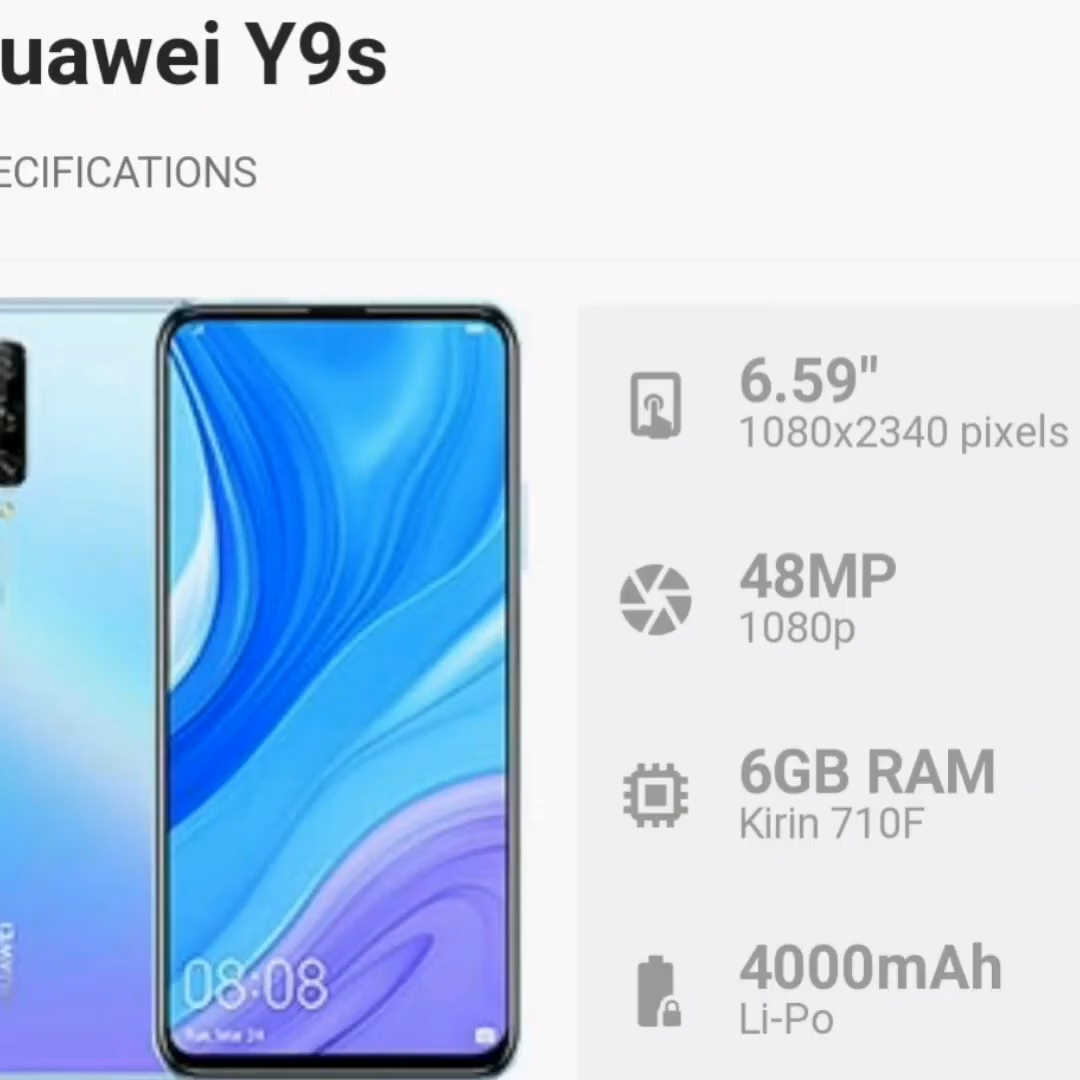 uawei Y9s
ECIFICATIONS
6.59"
1080x2340 pixels
48MP
1080p
6GB RAM
Kirin 710F
08:08
4000mAh
Li-Po